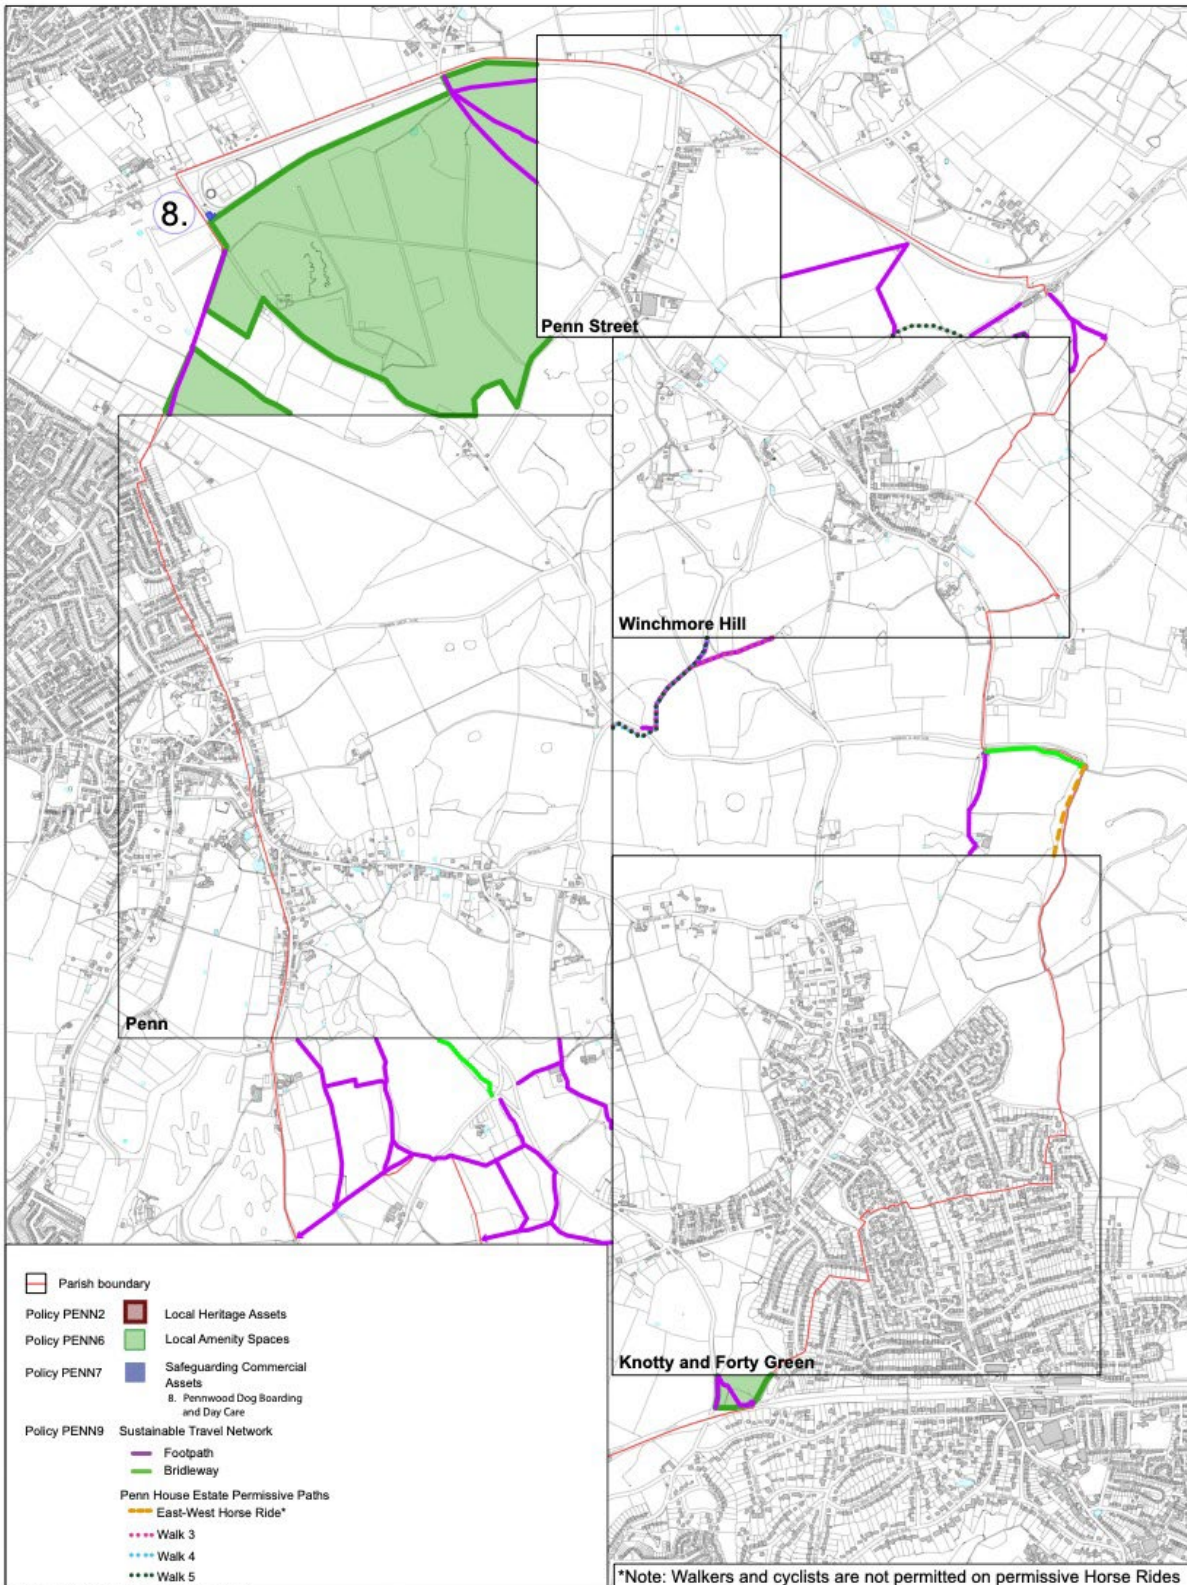 8.
Penn Street
Winchmore Hill
Penn
Knotty and Forty Green
Parish boundary
Policy PENN2 Local Heritage Assets
Policy PENN6 Local Amenity Spaces
Policy PENN7 Safeguarding Commercial
Assets
8. Pennwood Dog Boarding
and Day Care
Policy PENN9 Sustainable Travel Network
Footpath
Bridleway
Penn House Estate Permissive Paths
East-West Horse Ride*
Walk 3
Walk 4
Walk 5
*Note: Walkers and cyclists are not permitted on permissive Horse Rides